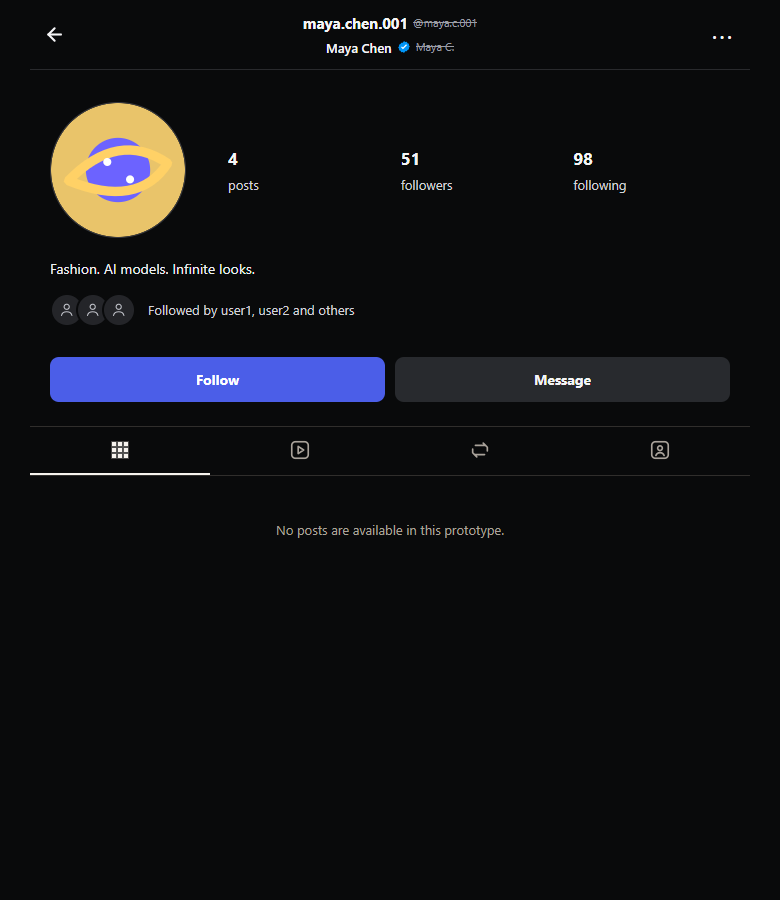 maya.chen.001 @maya.c.001
Maya Chen Maya C.
4 51 98
posts followers following
Fashion. AI models. Infinite looks.
Followed by user1, user2 and others
Follow Message
No posts are available in this prototype.